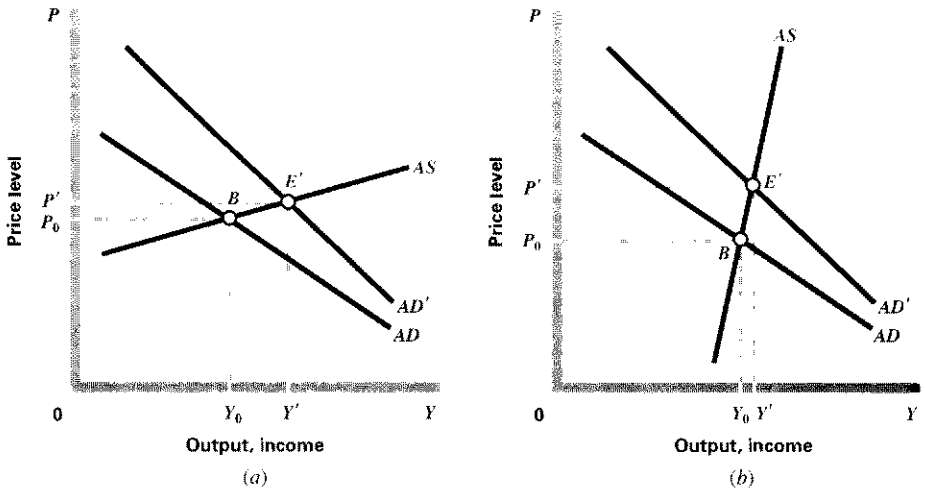 P
Price level
P'
P₀
B
E'
AS
AD'
AD
0
Y₀
Y'
Y
Output, income
(a)
P
Price level
P'
P₀
AS
E'
B
AD'
AD
0
Y₀
Y'
Y
Output, income
(b)